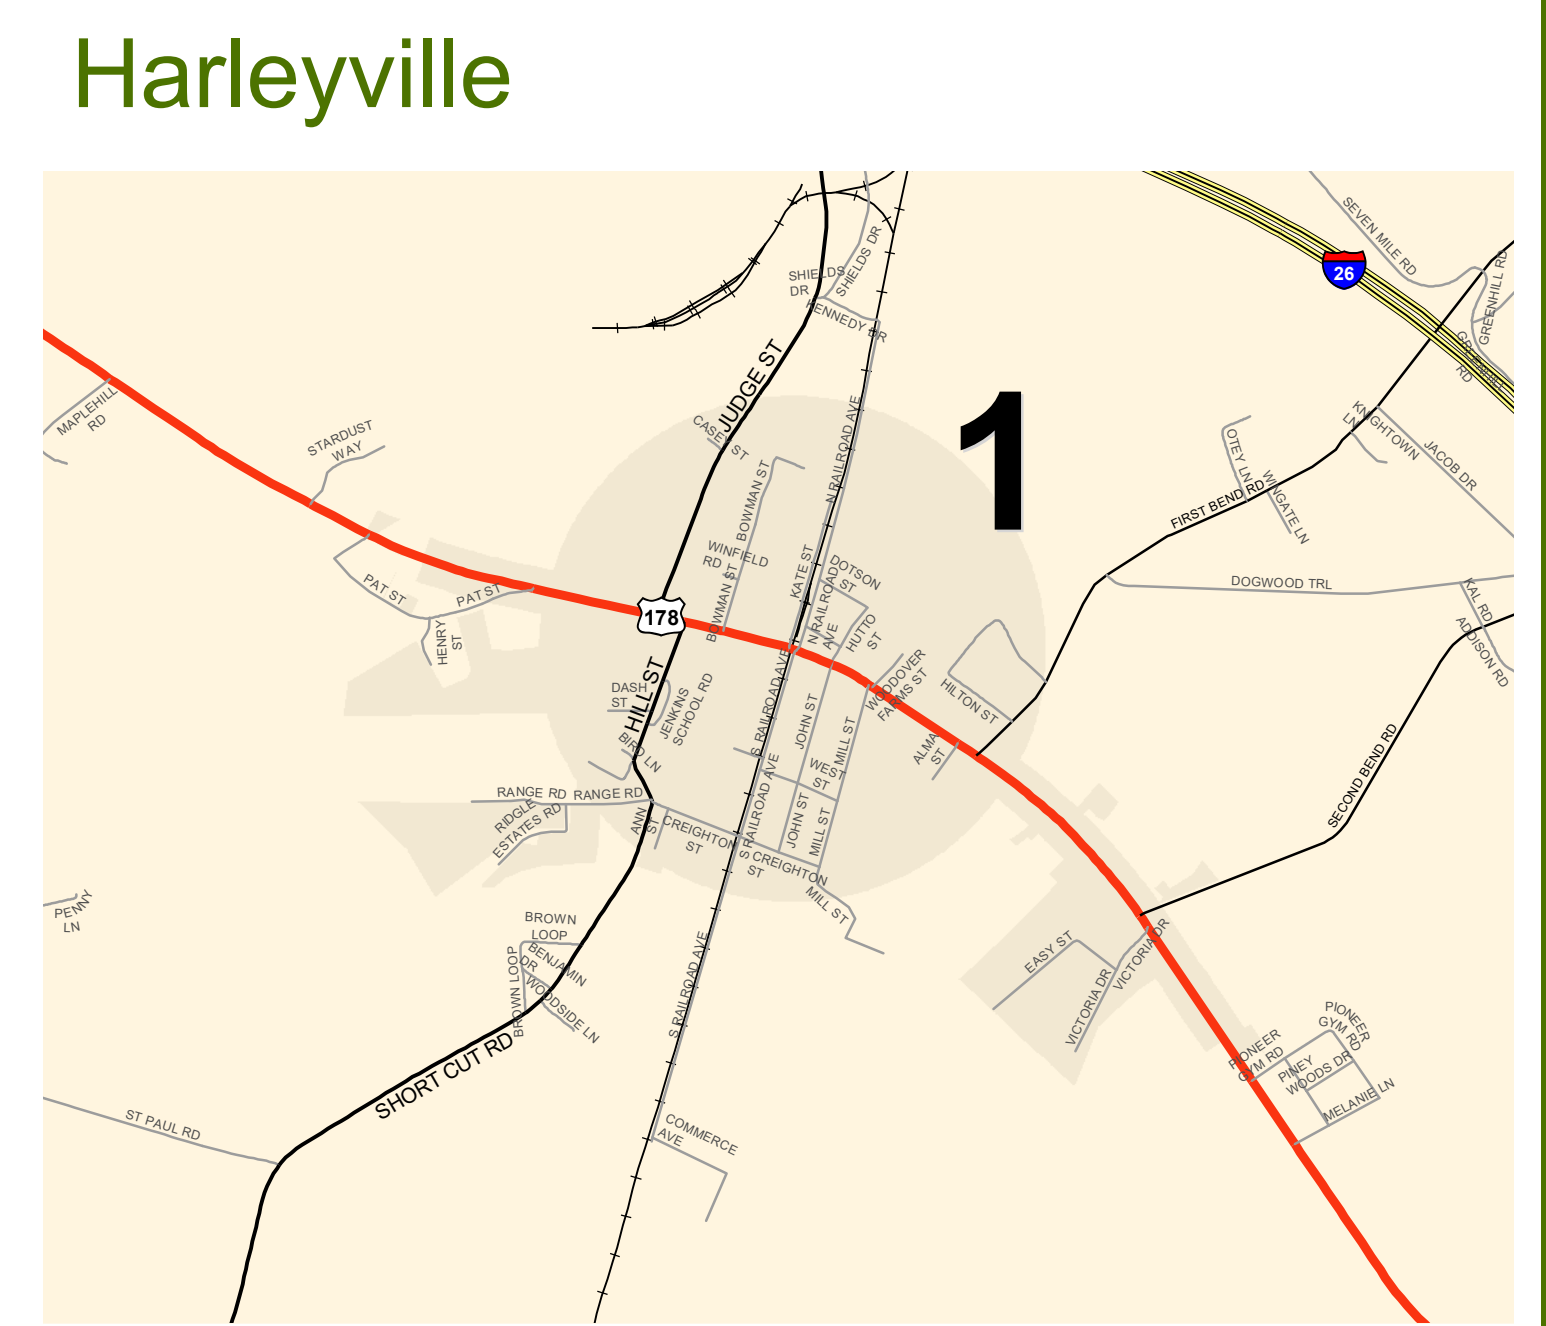 Harleyville
SEVEN MILE RD
26
GREENHILL RD
GREENHILL
RD
SHIELDS
DR
SHIELDS DR
KENNEDY DR
JUDGE ST
1
MAPLEHILL
RD
STARDUST
WAY
CASEY ST
N RAILROAD AVE
BOWMAN ST
KNIGHTOWN
LN
JACOB DR
OTEY LN
WINGATE LN
FIRST BEND RD
WINFIELD
RD
BOWMAN ST
KATE ST
DOTSON
ST
N RAILROAD
AVE
HUTTO
ST
DOGWOOD TRL
KAL RD
ADDISON RD
PAT ST
PAT ST
HENRY
ST
178
HILL ST
DASH
ST
JENKINS
SCHOOL RD
S RAILROAD AVE
JOHN ST
MILL ST
WOODOVER
FARMS ST
HILTON ST
ALMA
ST
BIRD LN
WEST
ST
SECOND BEND RD
RANGE RD
RANGE RD
RIDGLE
ESTATES RD
ANN
ST
CREIGHTON
ST
S RAILROAD AVE
JOHN ST
MILL ST
CREIGHTON
ST
MILL ST
PENNY
LN
BROWN
LOOP
BENJAMIN
DR
BROWN LOOP
WOODSIDE LN
S RAILROAD AVE
EASY ST
VICTORIA DR
VICTORIA DR
SHORT CUT RD
PIONEER
GYM RD
PIONEER
GYM RD
PINEY
WOODS DR
MELANIE LN
ST PAUL RD
COMMERCE
AVE